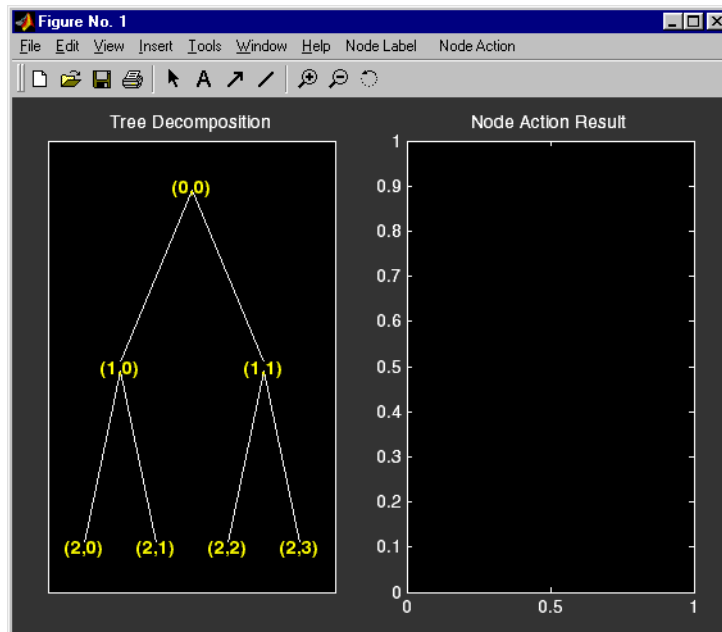 Figure No. 1
File Edit View Insert Tools Window Help Node Label Node Action
A
Tree Decomposition
(0,0)
(1,0) (1,1)
(2,0) (2,1) (2,2) (2,3)
Node Action Result
1
0.9
0.8
0.7
0.6
0.5
0.4
0.3
0.2
0.1
0
0 0.5 1